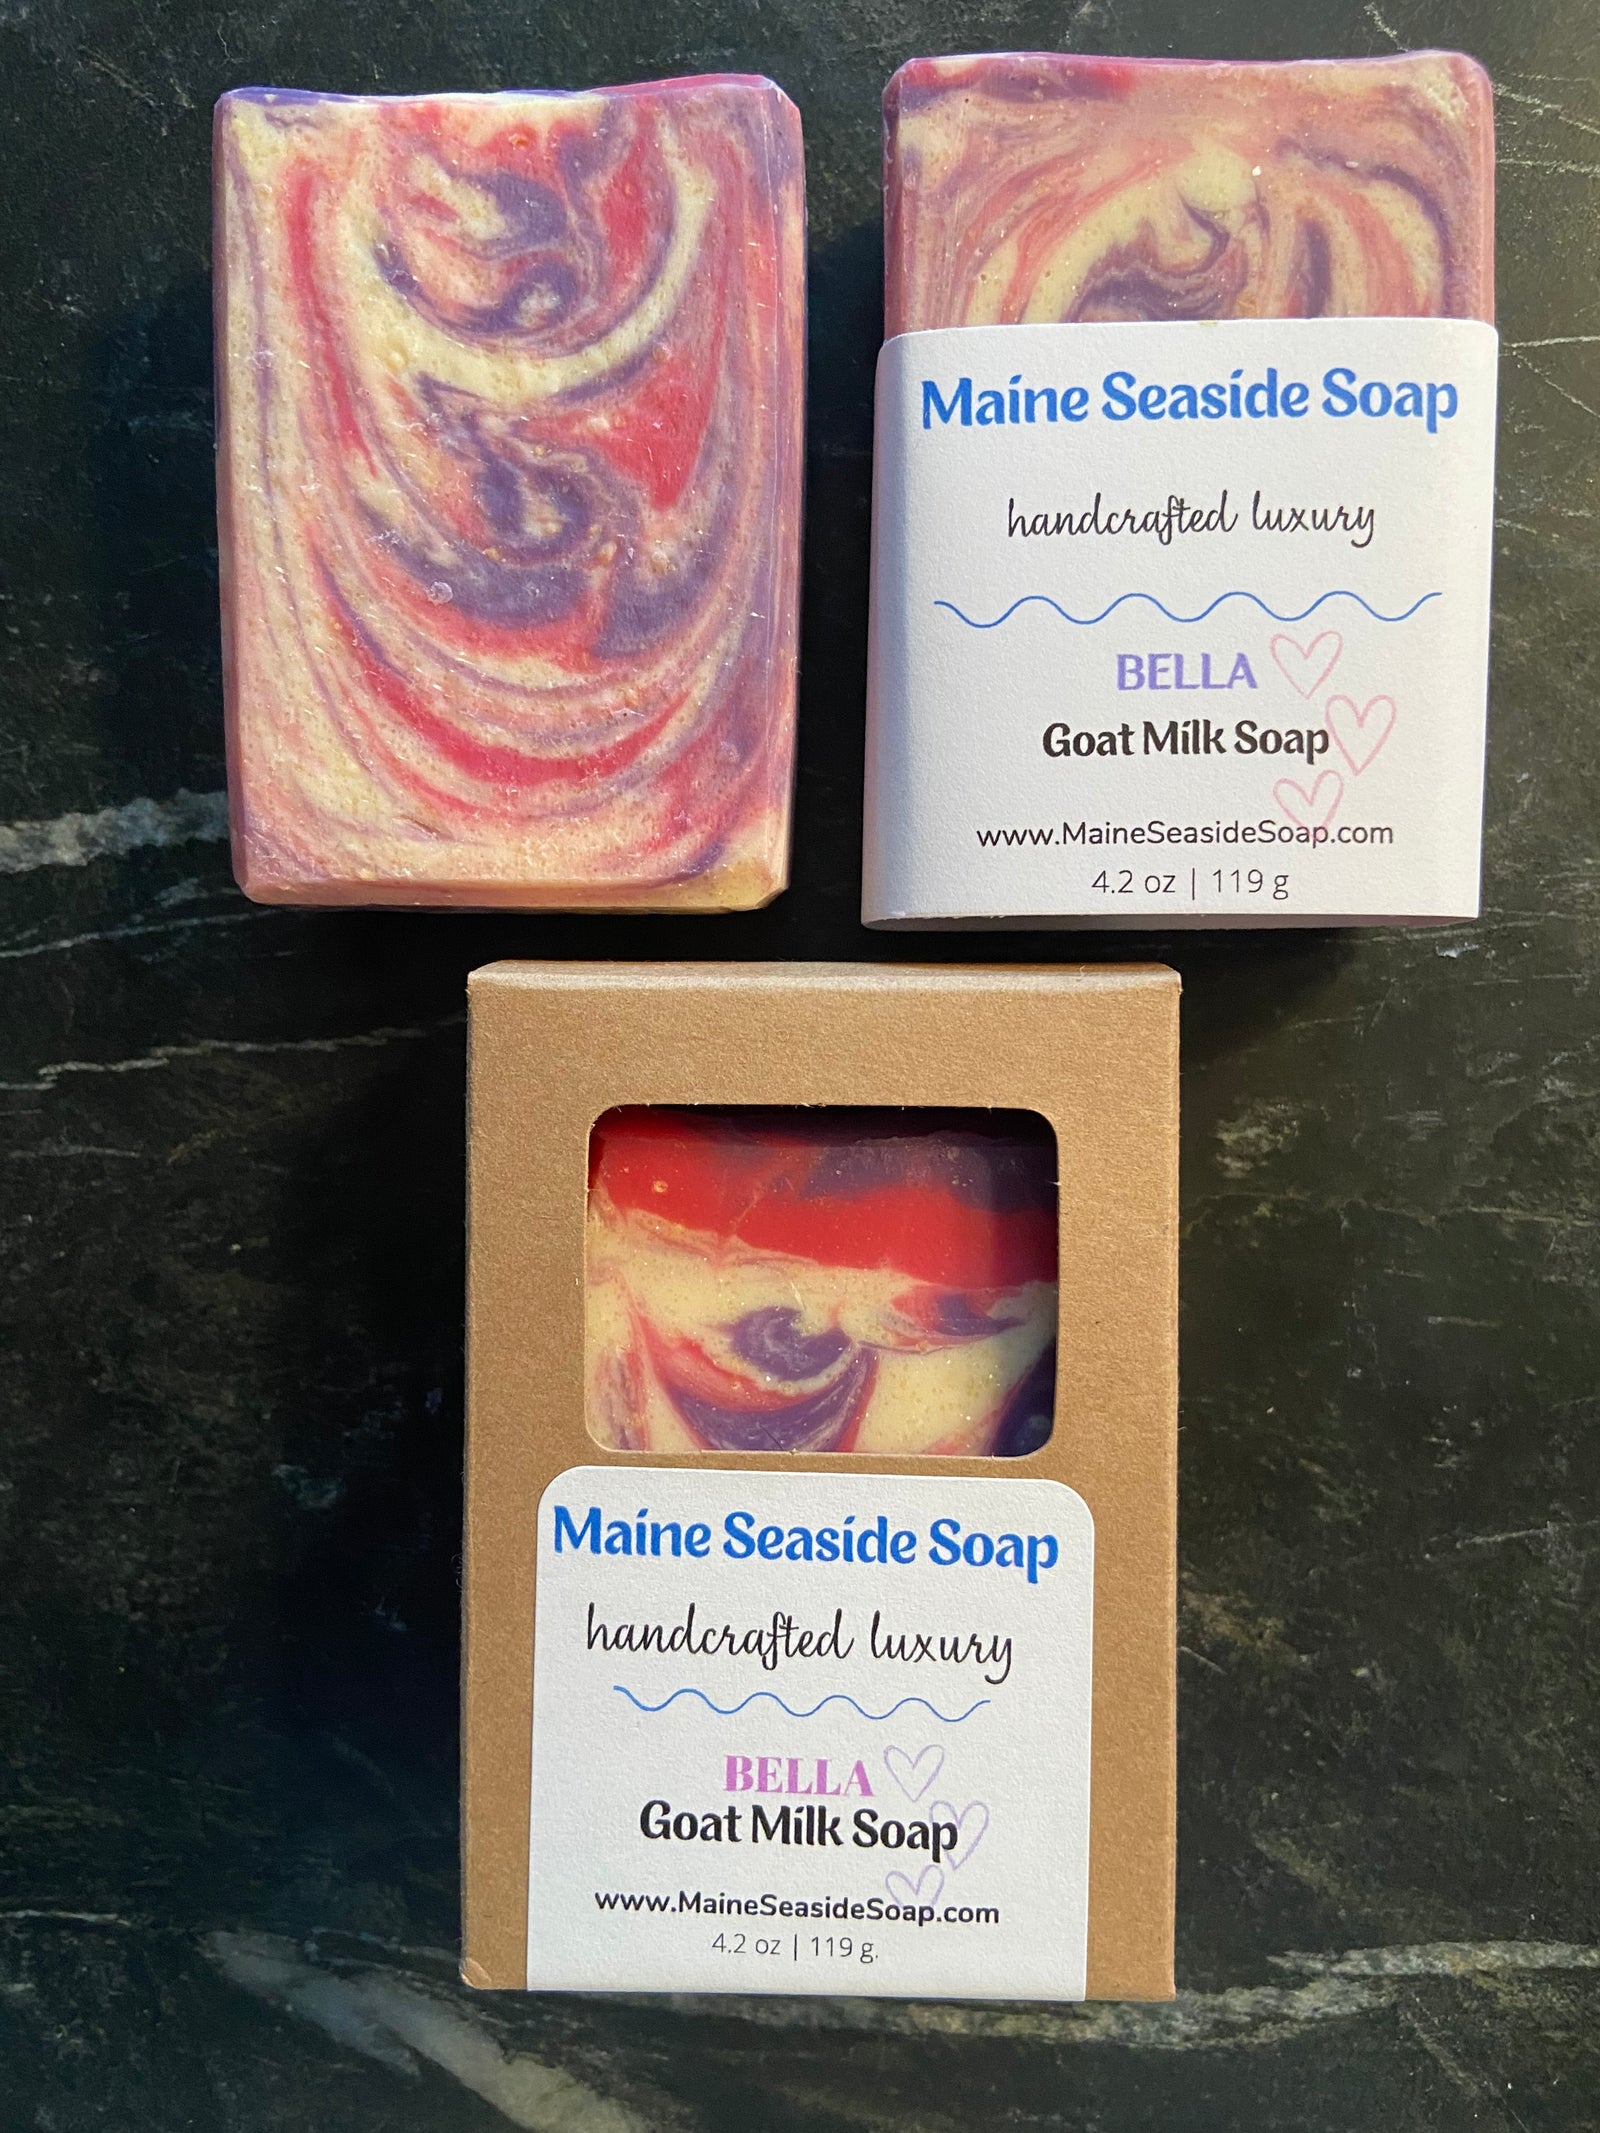 Maine Seaside Soap
handcrafted luxury
BELLA
Goat Milk Soap
www.MaineSeasideSoap.com
4.2 oz | 119 g
Maine Seaside Soap
handcrafted luxury
BELLA
Goat Milk Soap
www.MaineSeasideSoap.com
4.2 oz | 119 g.